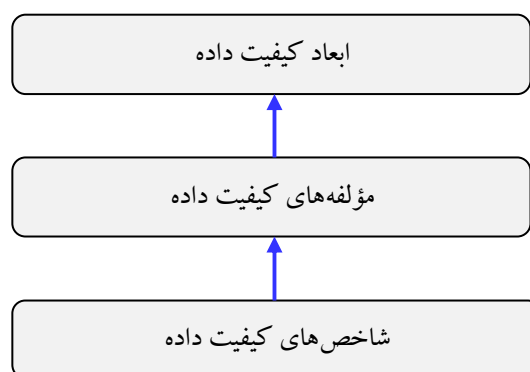 ابعاد کیفیت داده
مؤلفه‌های کیفیت داده
شاخص‌های کیفیت داده